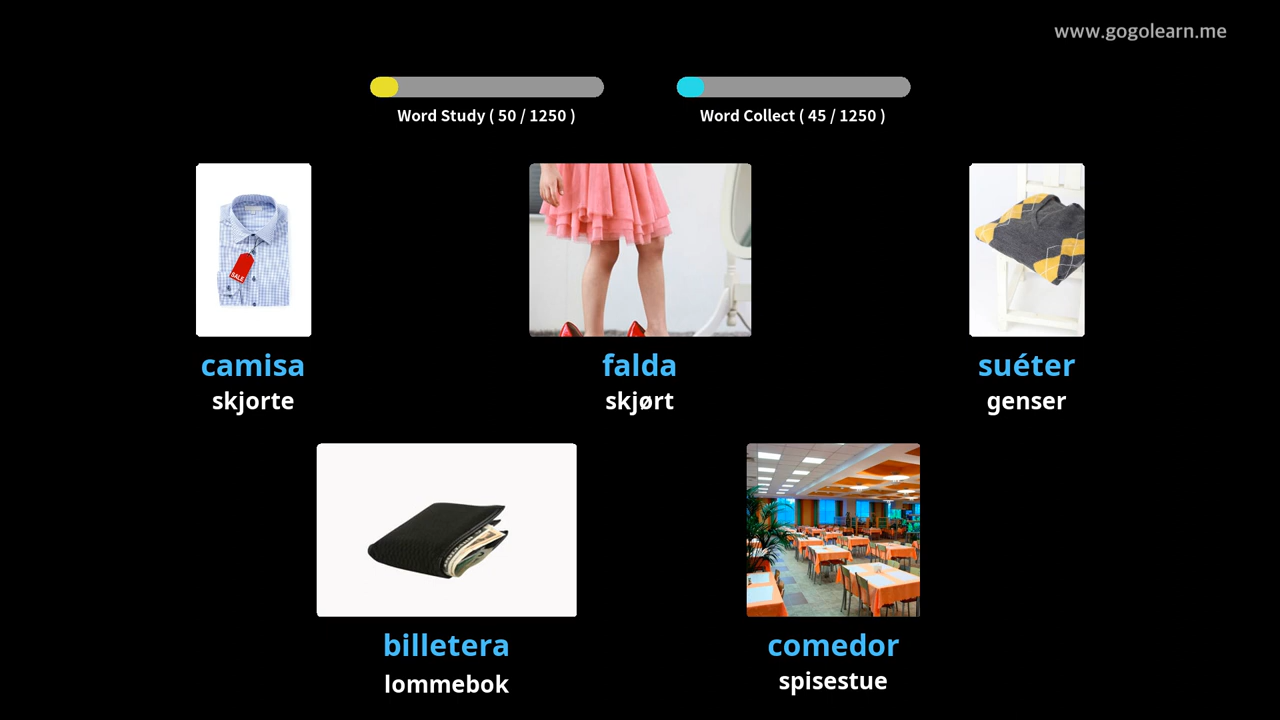 www.gogolearn.me
Word Study ( 50 / 1250 )
Word Collect ( 45 / 1250 )
SALE
camisa
skjorte
falda
skjørt
suéter
genser
billetera
lommebok
comedor
spisestue